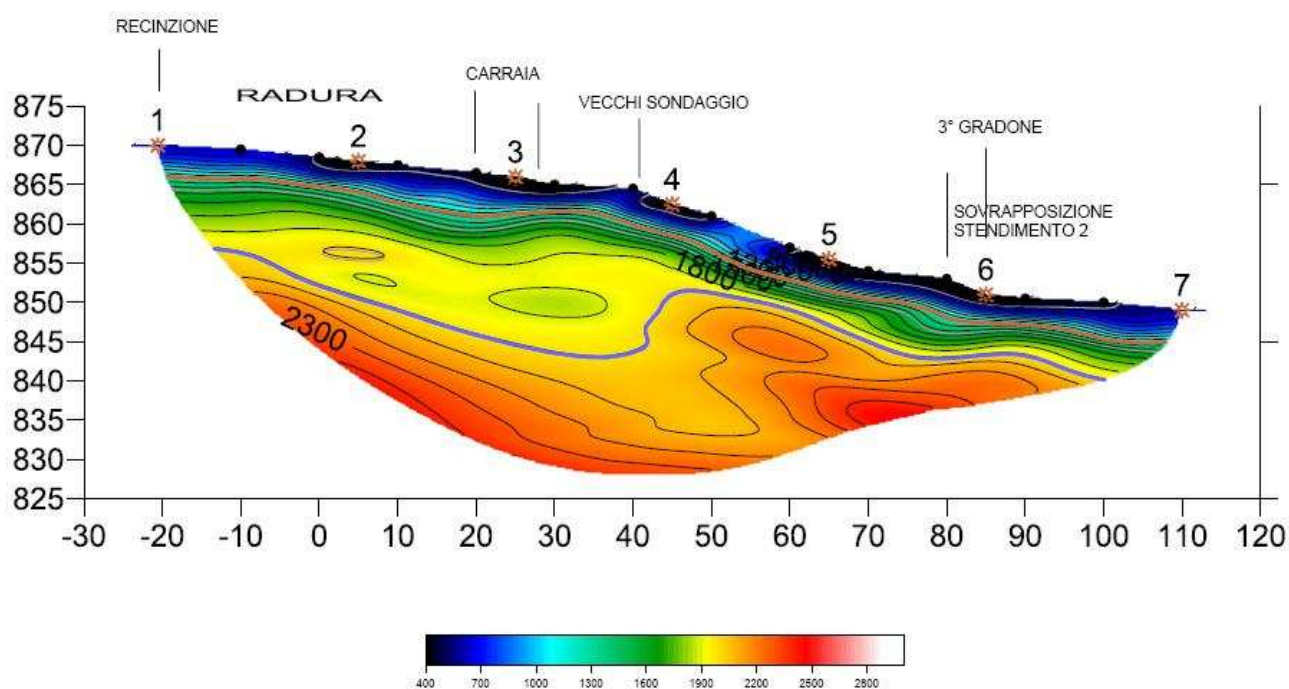 RECINZIONE
CARRAIA
RADURA
VECCHI SONDAGGIO
3° GRADONE
SOVRAPPOSIZIONE
STENDIMENTO 2
1 2 3 4 5 6 7
875
870
865
860
855
850
845
840
835
830
825
1800
2300
-30 -20 -10 0 10 20 30 40 50 60 70 80 90 100 110 120
400 700 1000 1300 1600 1900 2200 2500 2800